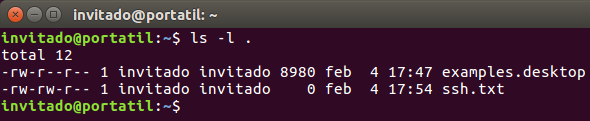 invitado@portatil: ~
invitado@portatil:~$ ls -l .
total 12
-rw-r--r-- 1 invitado invitado 8980 feb  4 17:47 examples.desktop
-rw-rw-r-- 1 invitado invitado    0 feb  4 17:54 ssh.txt
invitado@portatil:~$